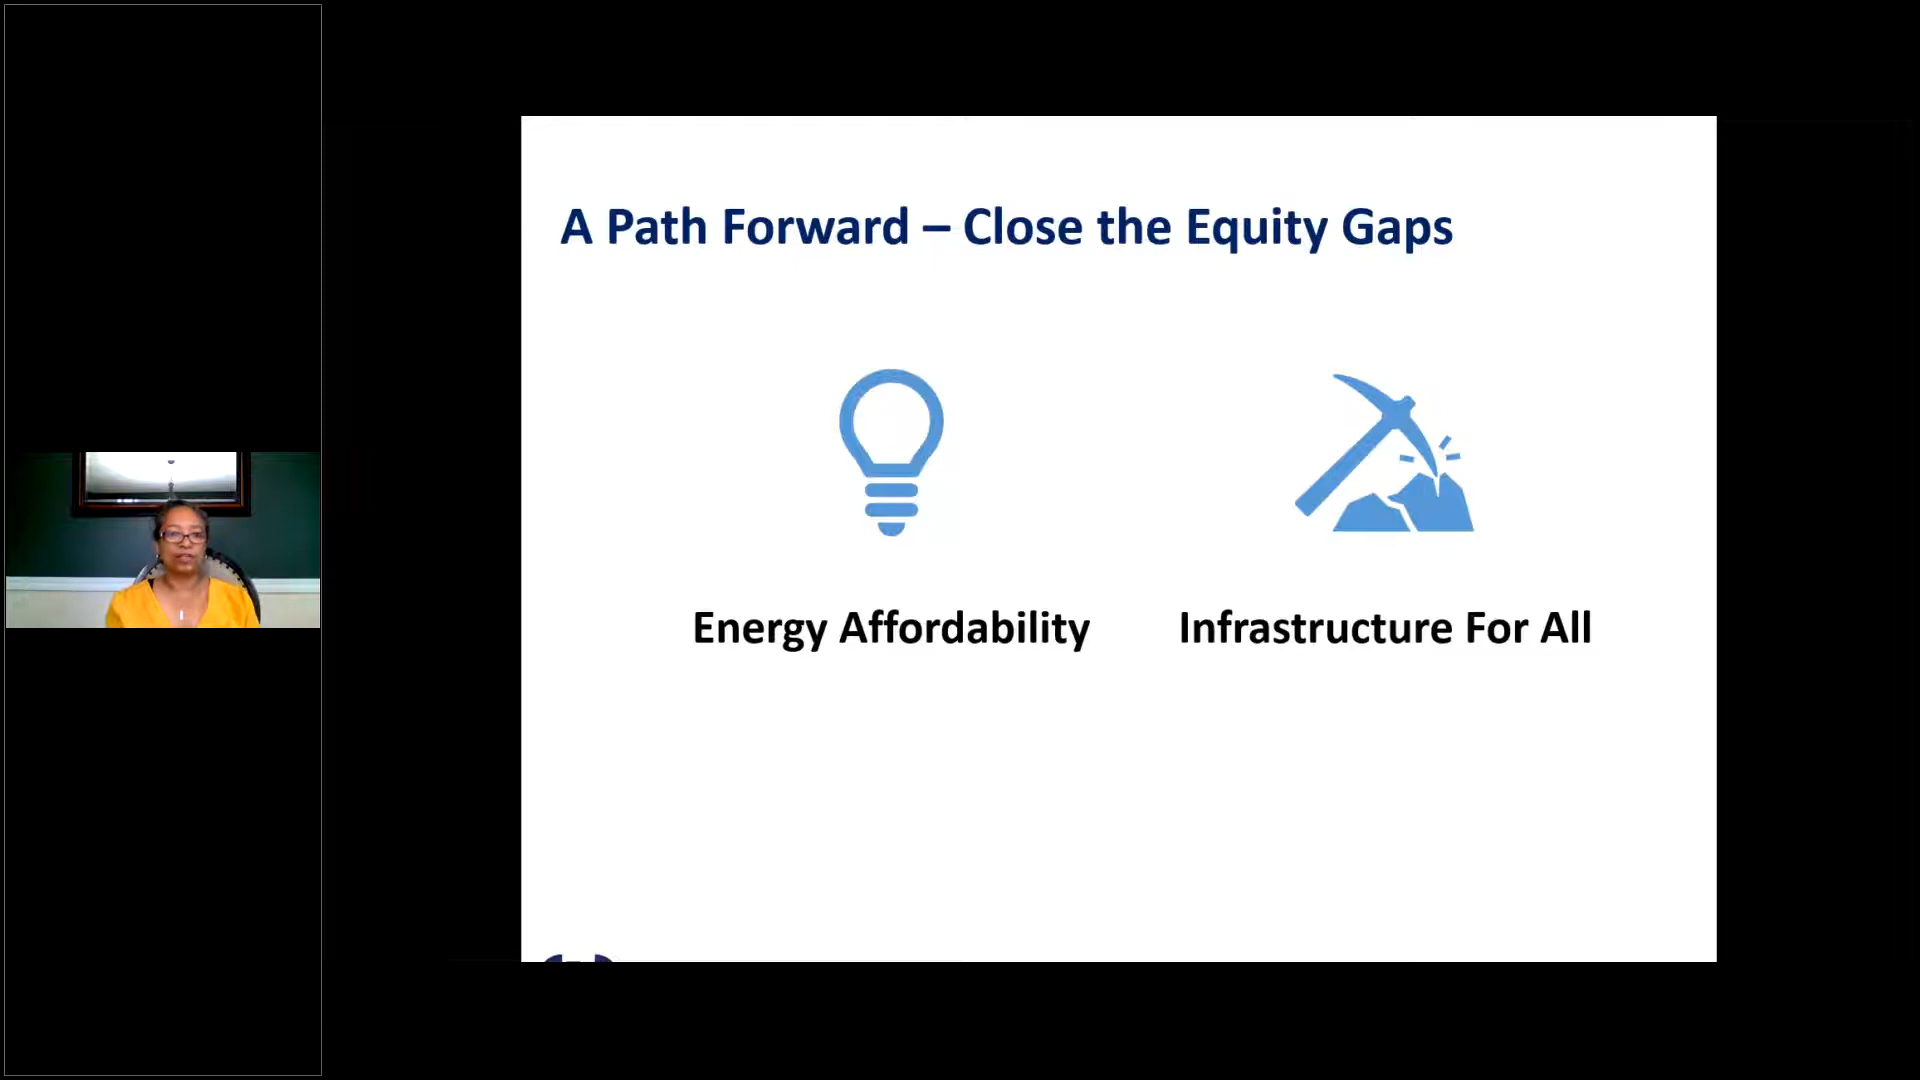 A Path Forward – Close the Equity Gaps
Energy Affordability
Infrastructure For All